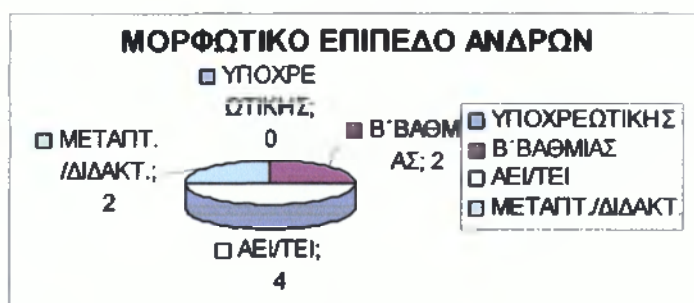 ΜΟΡΦΩΤΙΚΟ ΕΠΙΠΕΔΟ ΑΝΔΡΩΝ
ΥΠΟΧΡΕ
ΩΤΙΚΗΣ;
0
Β΄ΒΑΘΜΙ
ΑΣ; 2
ΜΕΤΑΠΤ.
/ΔΙΔΑΚΤ.;
2
ΑΕΙ/ΤΕΙ;
4
ΥΠΟΧΡΕΩΤΙΚΗΣ
Β΄ΒΑΘΜΙΑΣ
ΑΕΙ/ΤΕΙ
ΜΕΤΑΠΤ./ΔΙΔΑΚΤ.